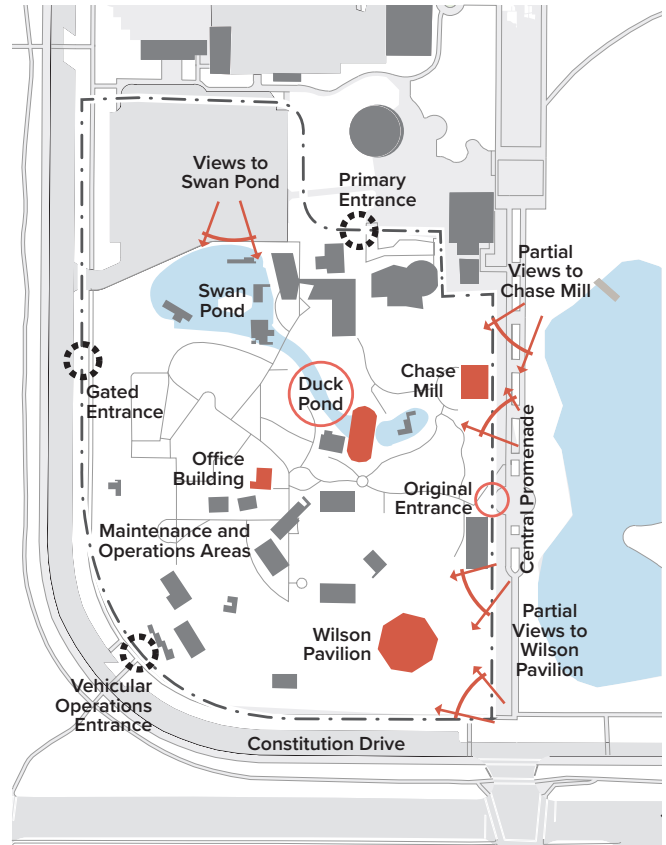 Views to
Swan Pond
Primary
Entrance
Partial
Views to
Chase Mill
Swan
Pond
Gated
Entrance
Duck
Pond
Chase
Mill
Office
Building
Original
Entrance
Central Promenade
Maintenance and
Operations Areas
Wilson
Pavilion
Partial
Views to
Wilson
Pavilion
Vehicular
Operations
Entrance
Constitution Drive